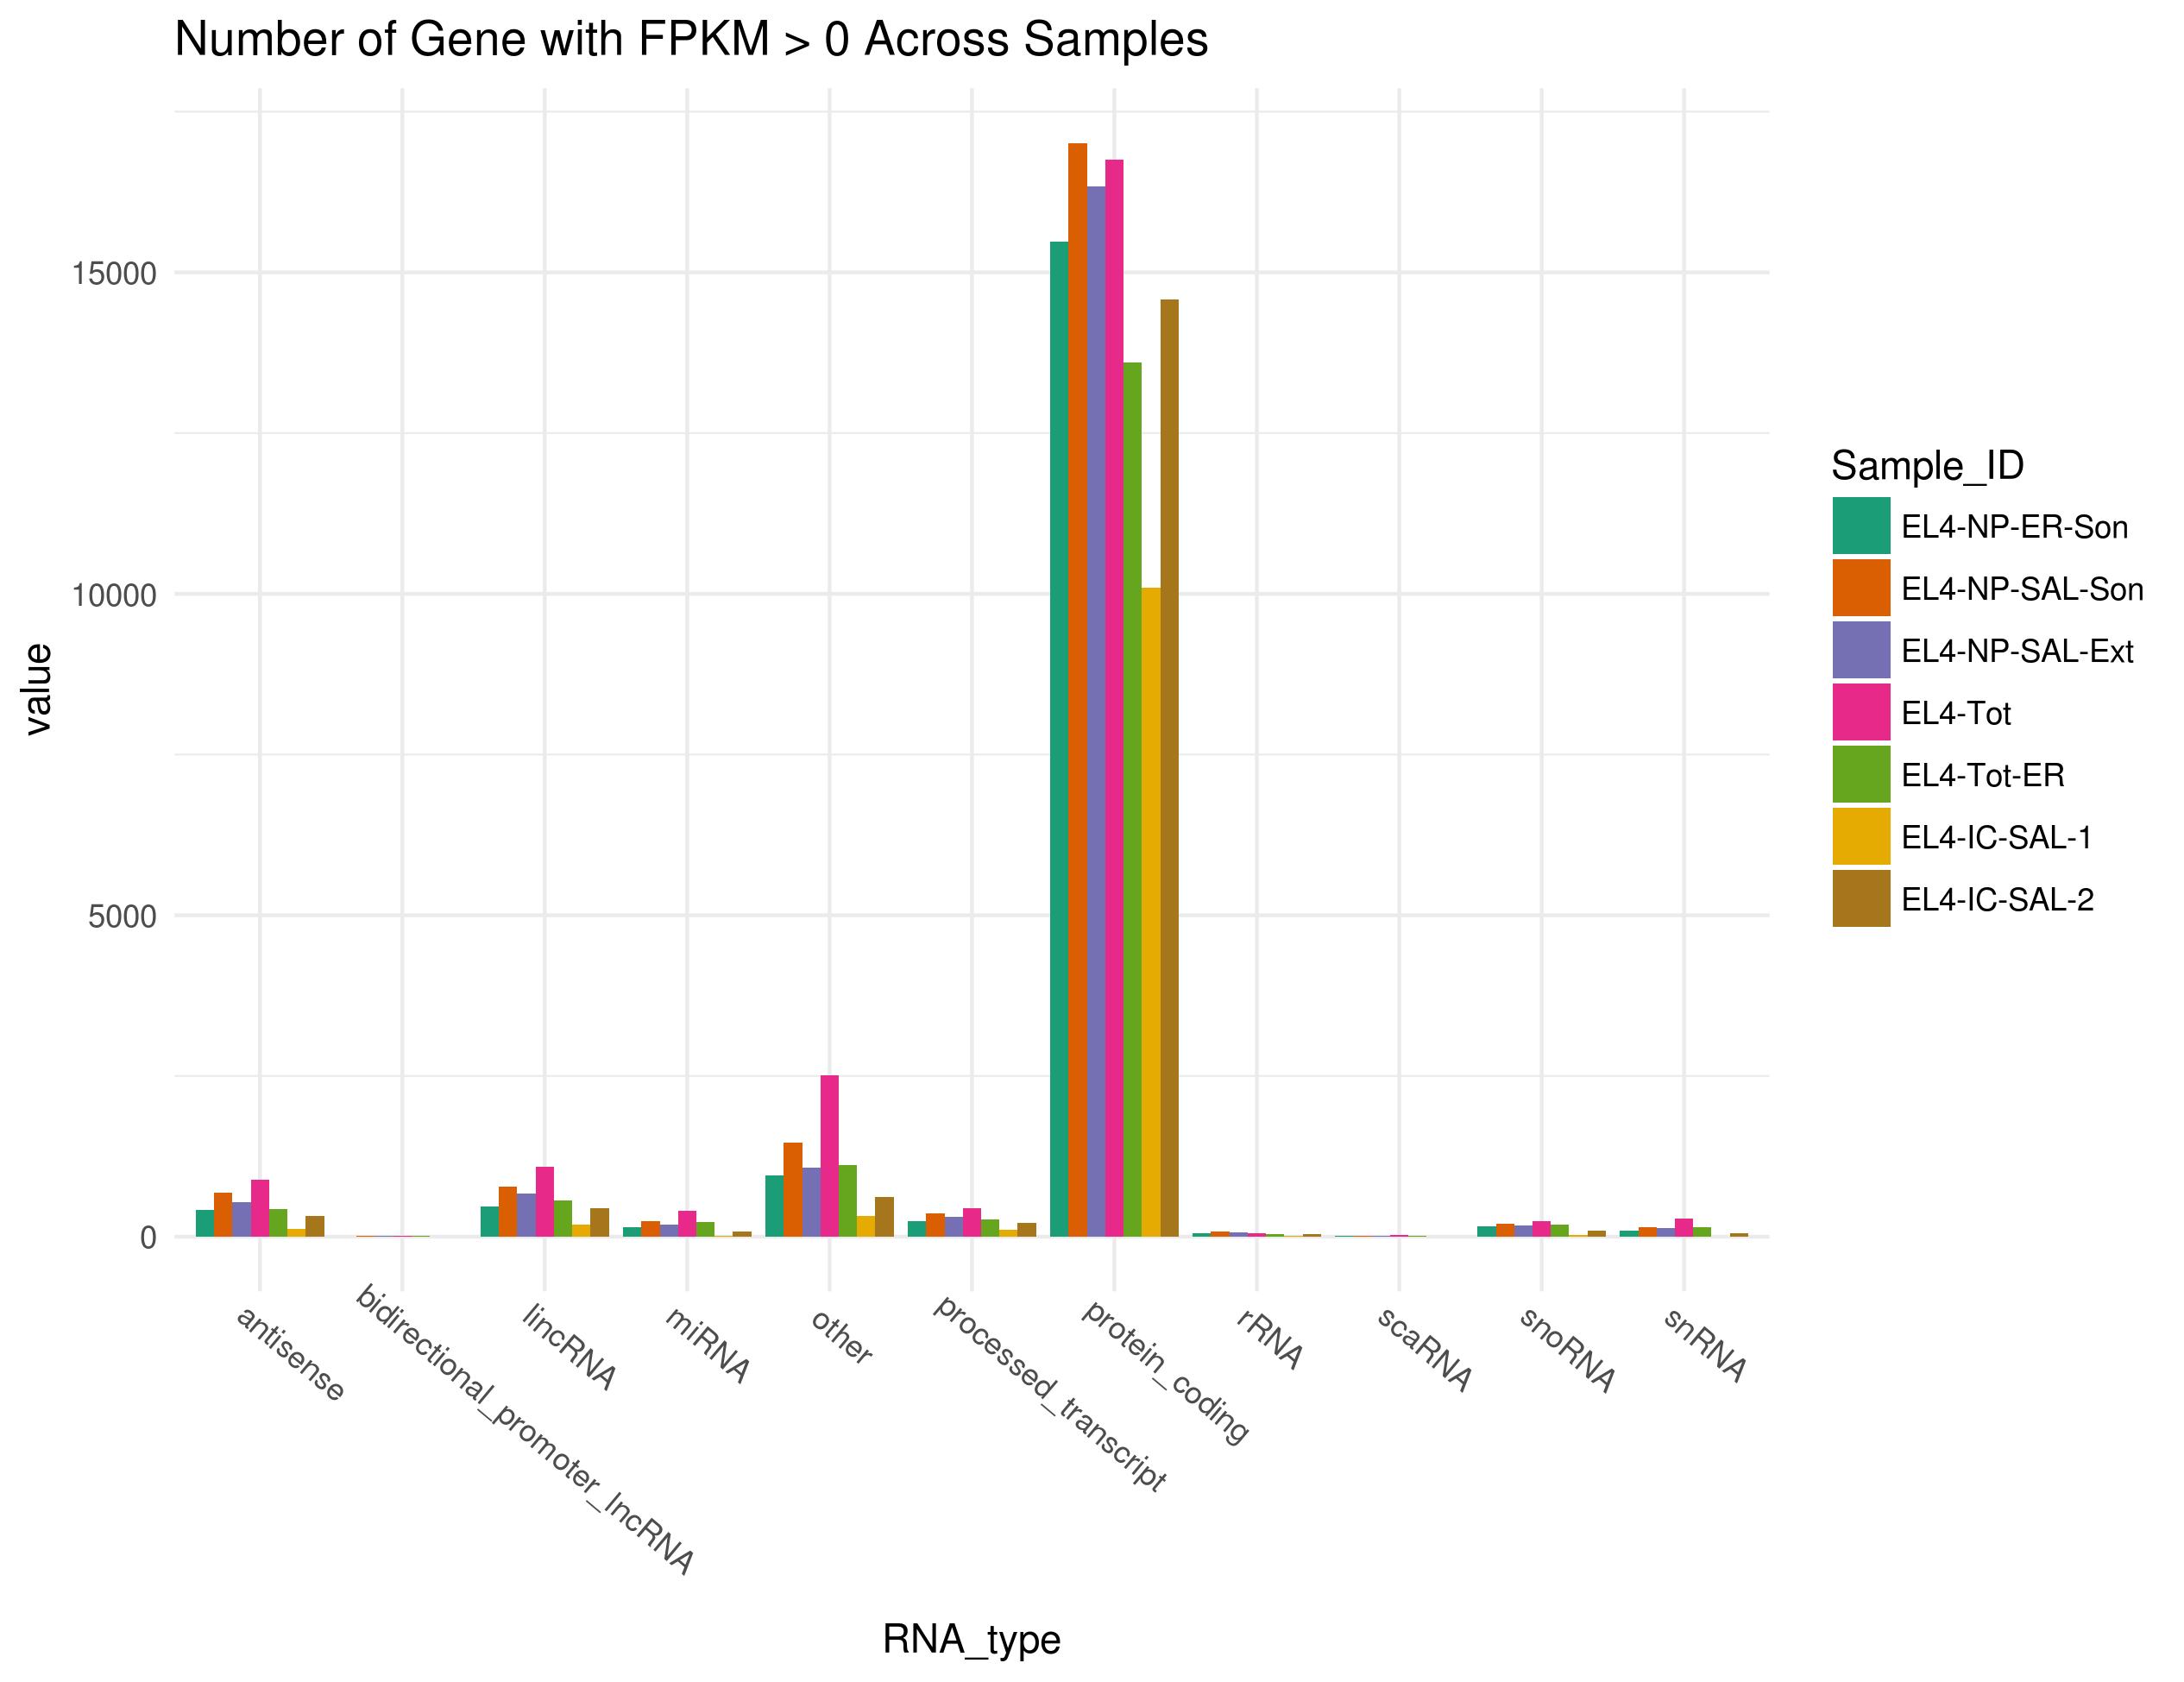 Number of Gene with FPKM > 0 Across Samples
value
15000
10000
5000
0
antisense
bidirectional_promoter_lncRNA
lincRNA
miRNA
other
processed_transcript
protein_coding
rRNA
scaRNA
snoRNA
snRNA
RNA_type
Sample_ID
EL4-NP-ER-Son
EL4-NP-SAL-Son
EL4-NP-SAL-Ext
EL4-Tot
EL4-Tot-ER
EL4-IC-SAL-1
EL4-IC-SAL-2